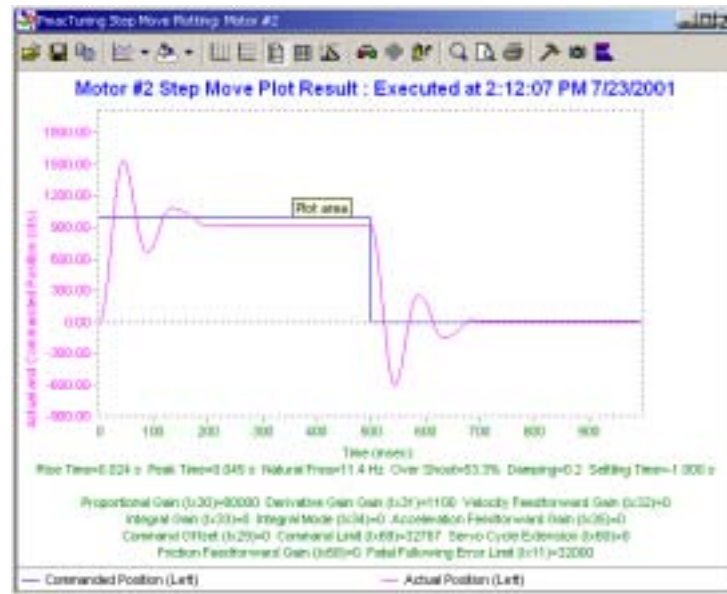 PmacTuning Step Move Plotting: Motor #2
Motor #2 Step Move Plot Result : Executed at 2:12:07 PM 7/23/2001
Actual and Commanded Position (cts)
1800.00
1500.00
1200.00
900.00
600.00
300.00
0.00
-300.00
-600.00
-900.00
Plot area
0 100 200 300 400 500 600 700 800 900
Time (msec)
Rise Time=0.024 s Peak Time=0.045 s Natural Freq=11.4 Hz Over Shoot=53.3% Damping=0.2 Settling Time=-1.000 s
Proportional Gain (Ix30)=80000 Derivative Gain Gain (Ix31)=1100 Velocity Feedforward Gain (Ix32)=0
Integral Gain (Ix33)=0 Integral Mode (Ix34)=0 Acceleration Feedforward Gain (Ix35)=0
Command Offset (Ix29)=0 Command Limit (Ix69)=32767 Servo Cycle Extension (Ix60)=0
Friction Feedforward Gain (Ix68)=0 Fatal Following Error Limit (Ix11)=32000
Commanded Position (Left) Actual Position (Left)